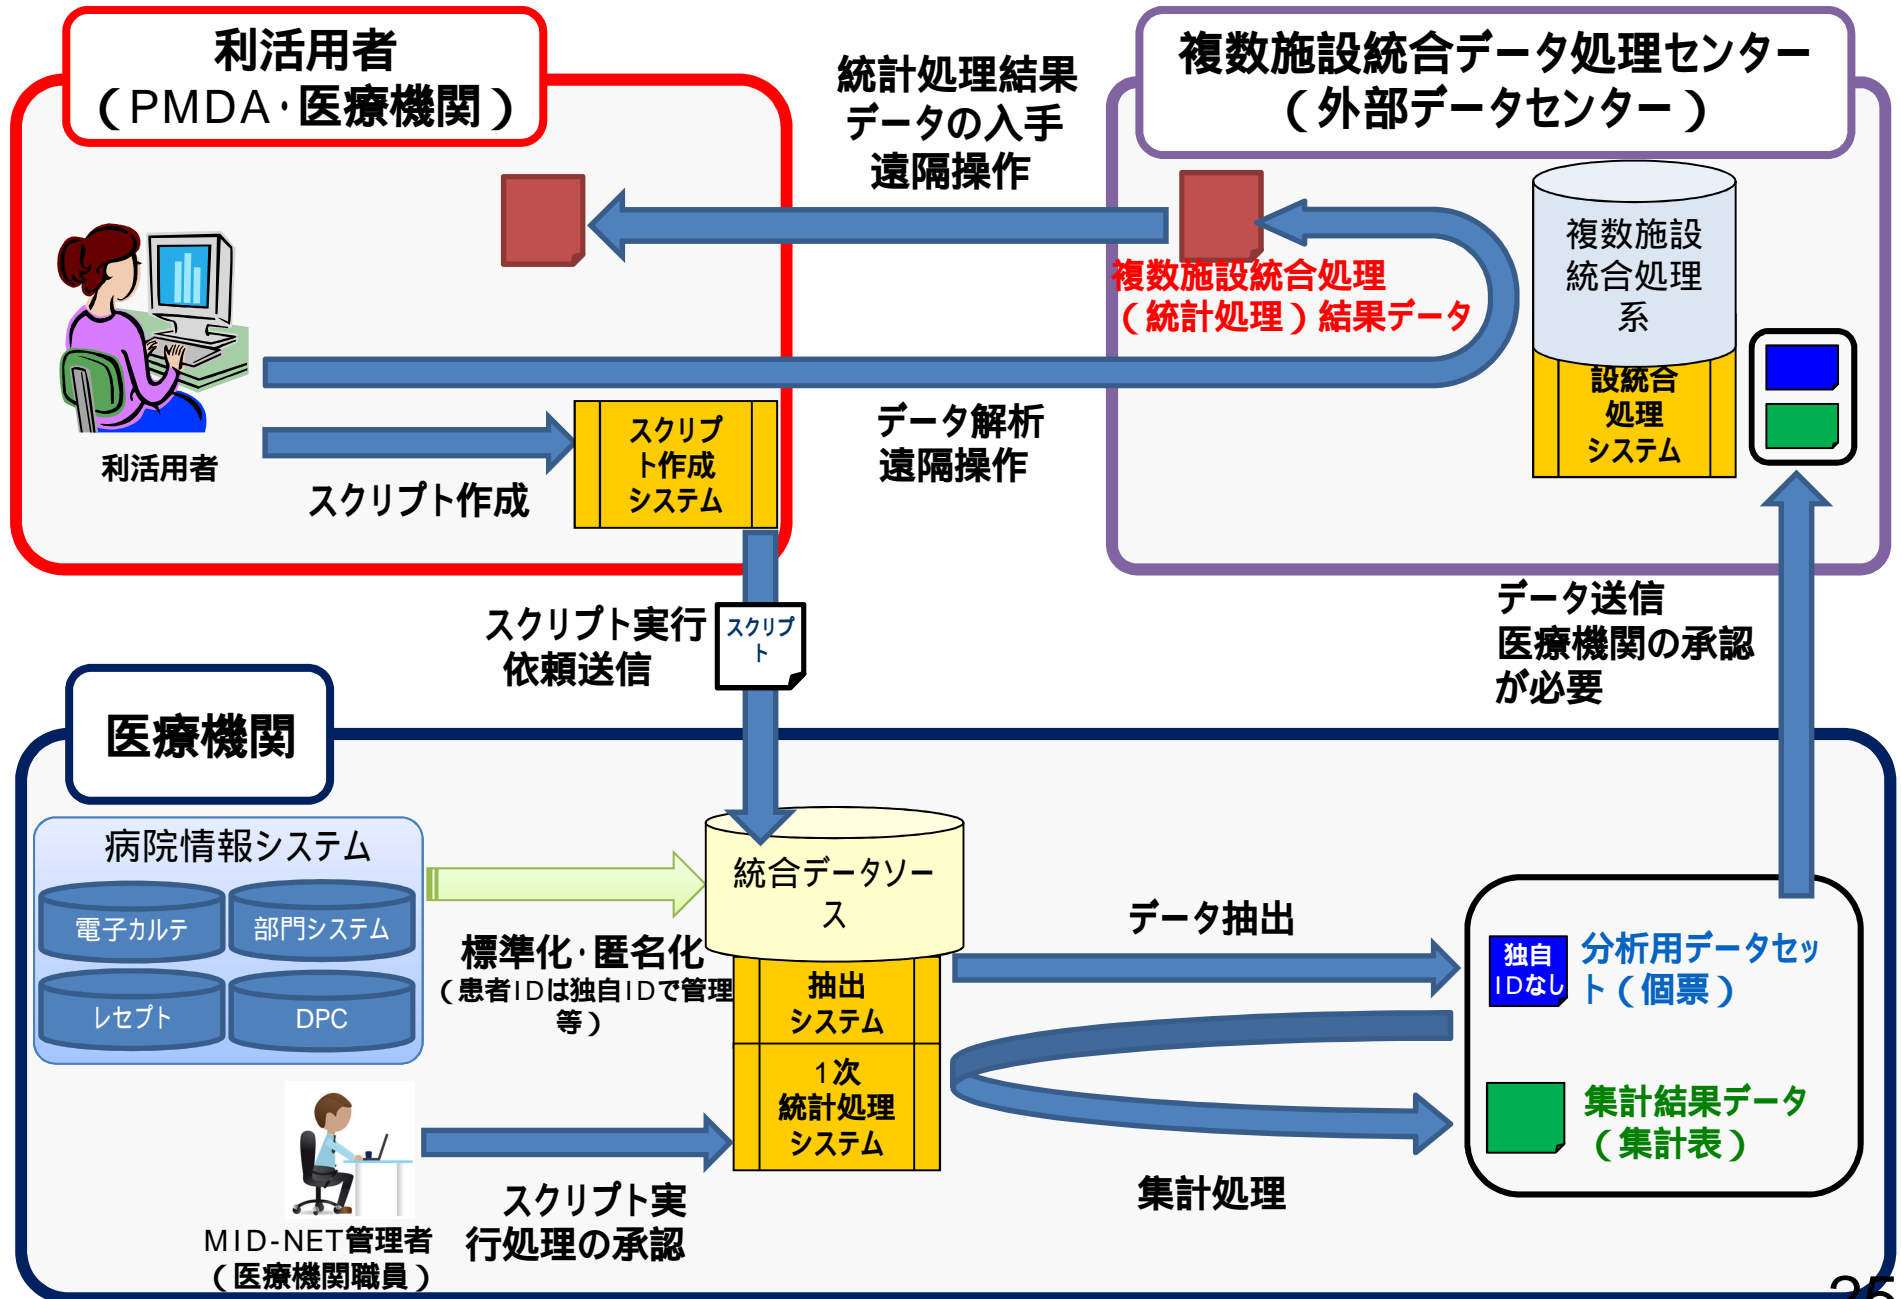 利活用者
（PMDA・医療機関）
統計処理結果
データの入手
遠隔操作
複数施設統合データ処理センター
（外部データセンター）
複数施設
統合処理
系
複数施設統合処理
（統計処理）結果データ
設統合
処理
システム
利活用者
スクリプト作成
スクリプ
ト作成
システム
データ解析
遠隔操作
スクリプト実行
依頼送信
スクリプ
ト
データ送信
医療機関の承認
が必要
医療機関
病院情報システム
電子カルテ
部門システム
レセプト
DPC
標準化・匿名化
（患者IDは独自IDで管理
等）
統合データソー
ス
抽出
システム
1次
統計処理
システム
データ抽出
独自
IDなし
分析用データセッ
ト（個票）
集計結果データ
（集計表）
集計処理
MID-NET管理者
（医療機関職員）
スクリプト実
行処理の承認
25